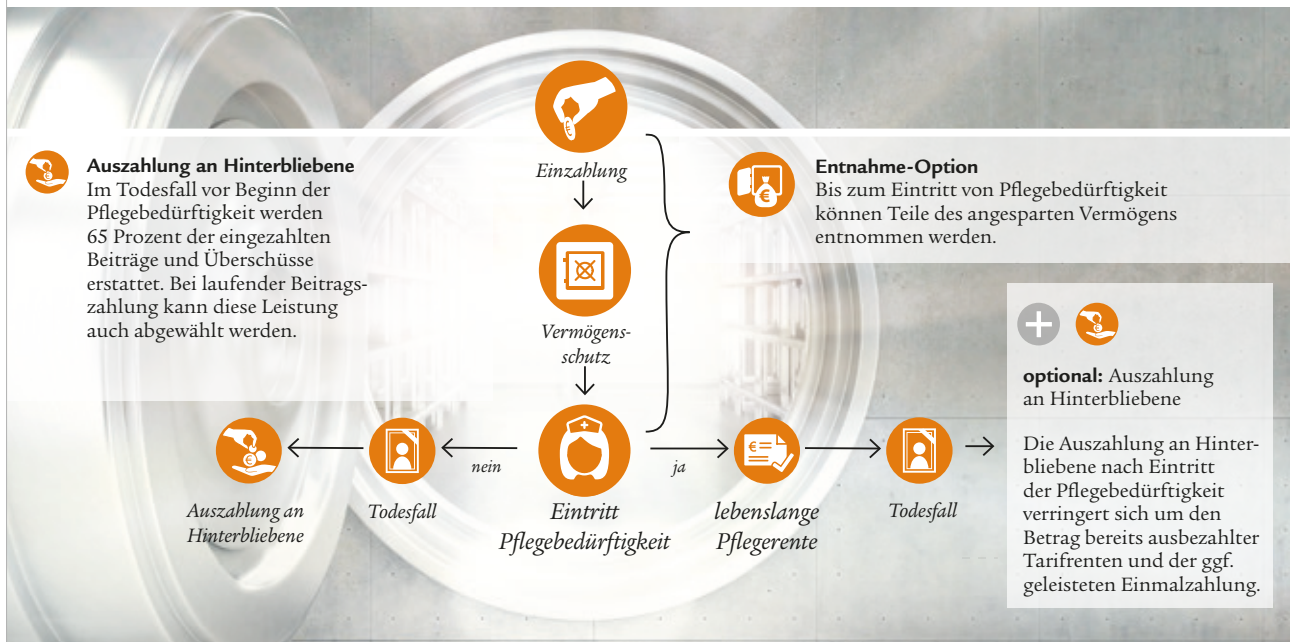 Auszahlung an Hinterbliebene
Im Todesfall vor Beginn der
Pflegebedürftigkeit werden
65 Prozent der eingezahlten
Beiträge und Überschüsse
erstattet. Bei laufender Beitrags-
zahlung kann diese Leistung
auch abgewählt werden.
Einzahlung
Vermögens-
schutz
Entnahme-Option
Bis zum Eintritt von Pflegebedürftigkeit
können Teile des angesparten Vermögens
entnommen werden.
Auszahlung an
Hinterbliebene
Todesfall
nein
Eintritt
Pflegebedürftigkeit
ja
lebenslange
Pflegerente
Todesfall
optional: Auszahlung
an Hinterbliebene
Die Auszahlung an Hinter-
bliebene nach Eintritt
der Pflegebedürftigkeit
verringert sich um den
Betrag bereits ausbezahlter
Tarifrenten und der ggf.
geleisteten Einmalzahlung.